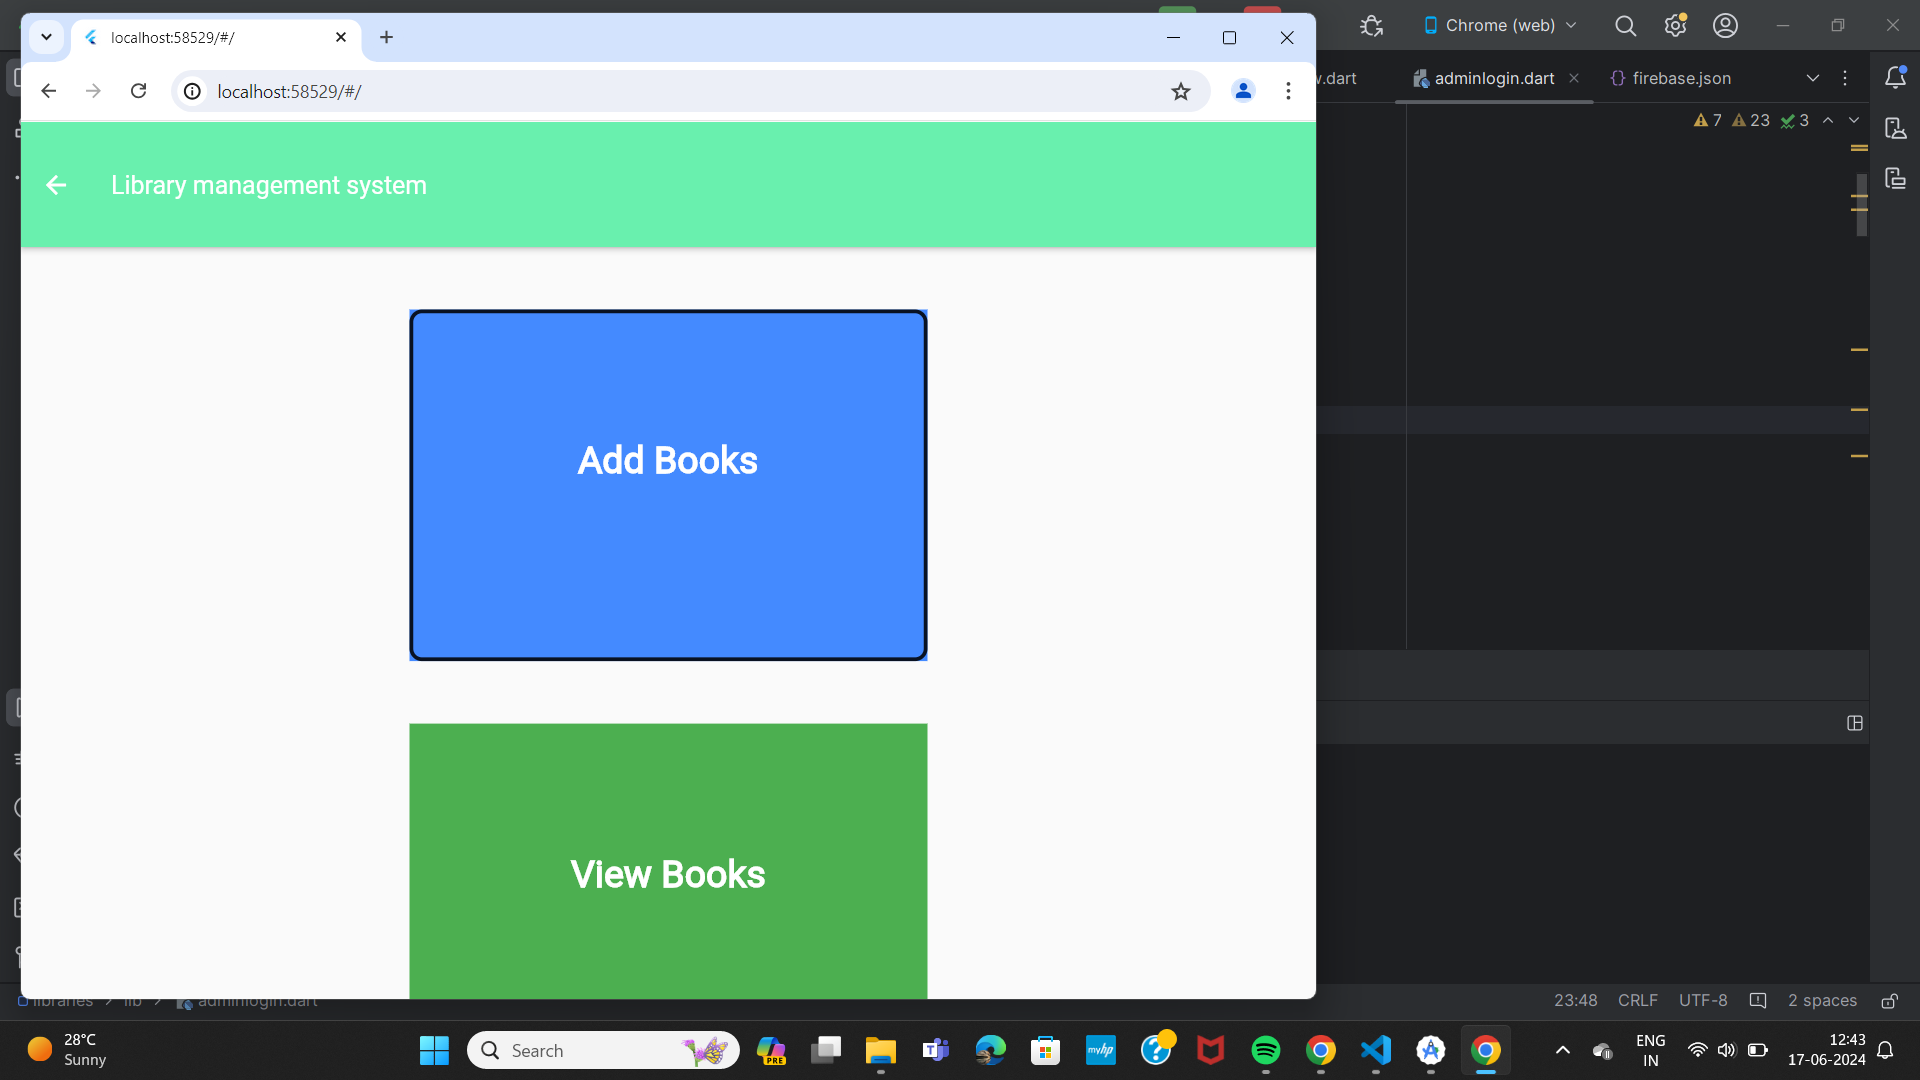 localhost:58529/#/
localhost:58529/#/
Library management system
Add Books
View Books
Chrome (web)
w.dart
adminlogin.dart
firebase.json
7
23
3
libraries > lib > adminlogin.dart
23:48 CRLF UTF-8 2 spaces
28°C
Sunny
Search
PRE
T
myhp
?
ENG
IN
12:43
17-06-2024